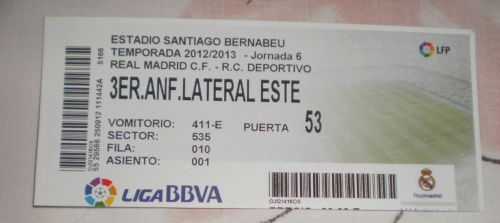 ESTADIO SANTIAGO BERNABEU
TEMPORADA 2012/2013 - Jornada 6
REAL MADRID C.F. - R.C. DEPORTIVO
LFP
3ER.ANF.LATERAL ESTE
VOMITORIO: 411-E PUERTA 53
SECTOR: 535
FILA: 010
ASIENTO: 001
LIGA BBVA
Realmadrid